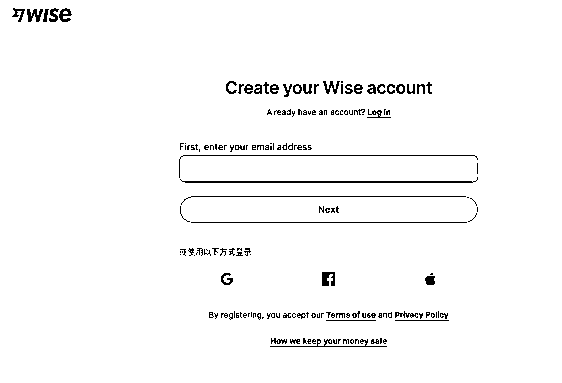 wise
Create your Wise account
Aready have an account? Log in
First, enter your email address
Next
或使用以下方式登录
By registering, you accept our Terms of use and Privacy Policy
How we keep your money safe